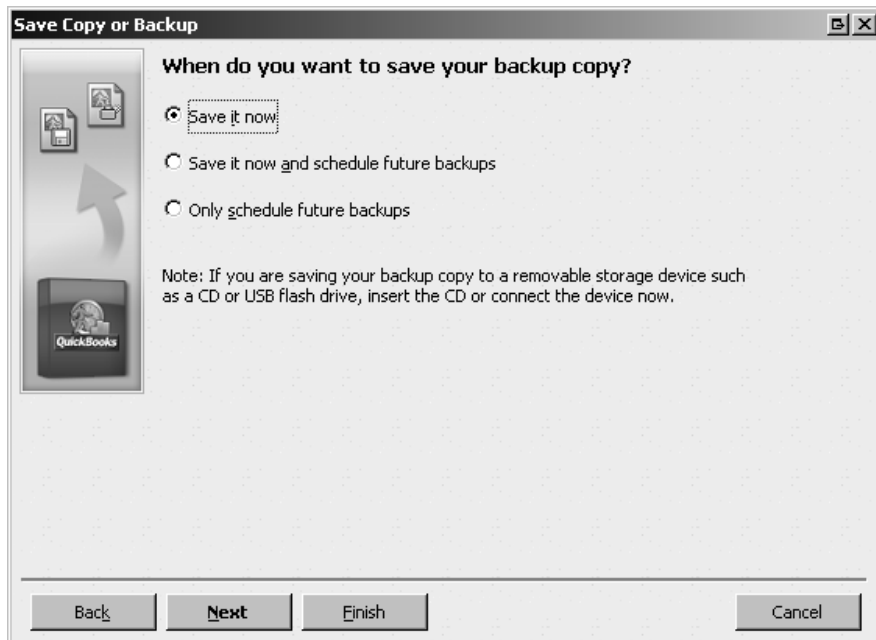 Save Copy or Backup
When do you want to save your backup copy?
Save it now
Save it now and schedule future backups
Only schedule future backups
Note: If you are saving your backup copy to a removable storage device such
as a CD or USB flash drive, insert the CD or connect the device now.
QuickBooks
Back
Next
Finish
Cancel